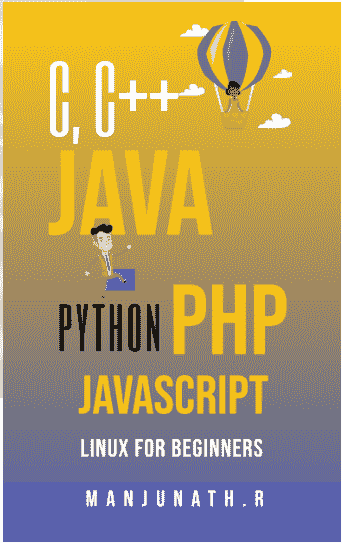 C, C++
JAVA
PYTHON PHP
JAVASCRIPT
LINUX FOR BEGINNERS
MANJUNATH.R